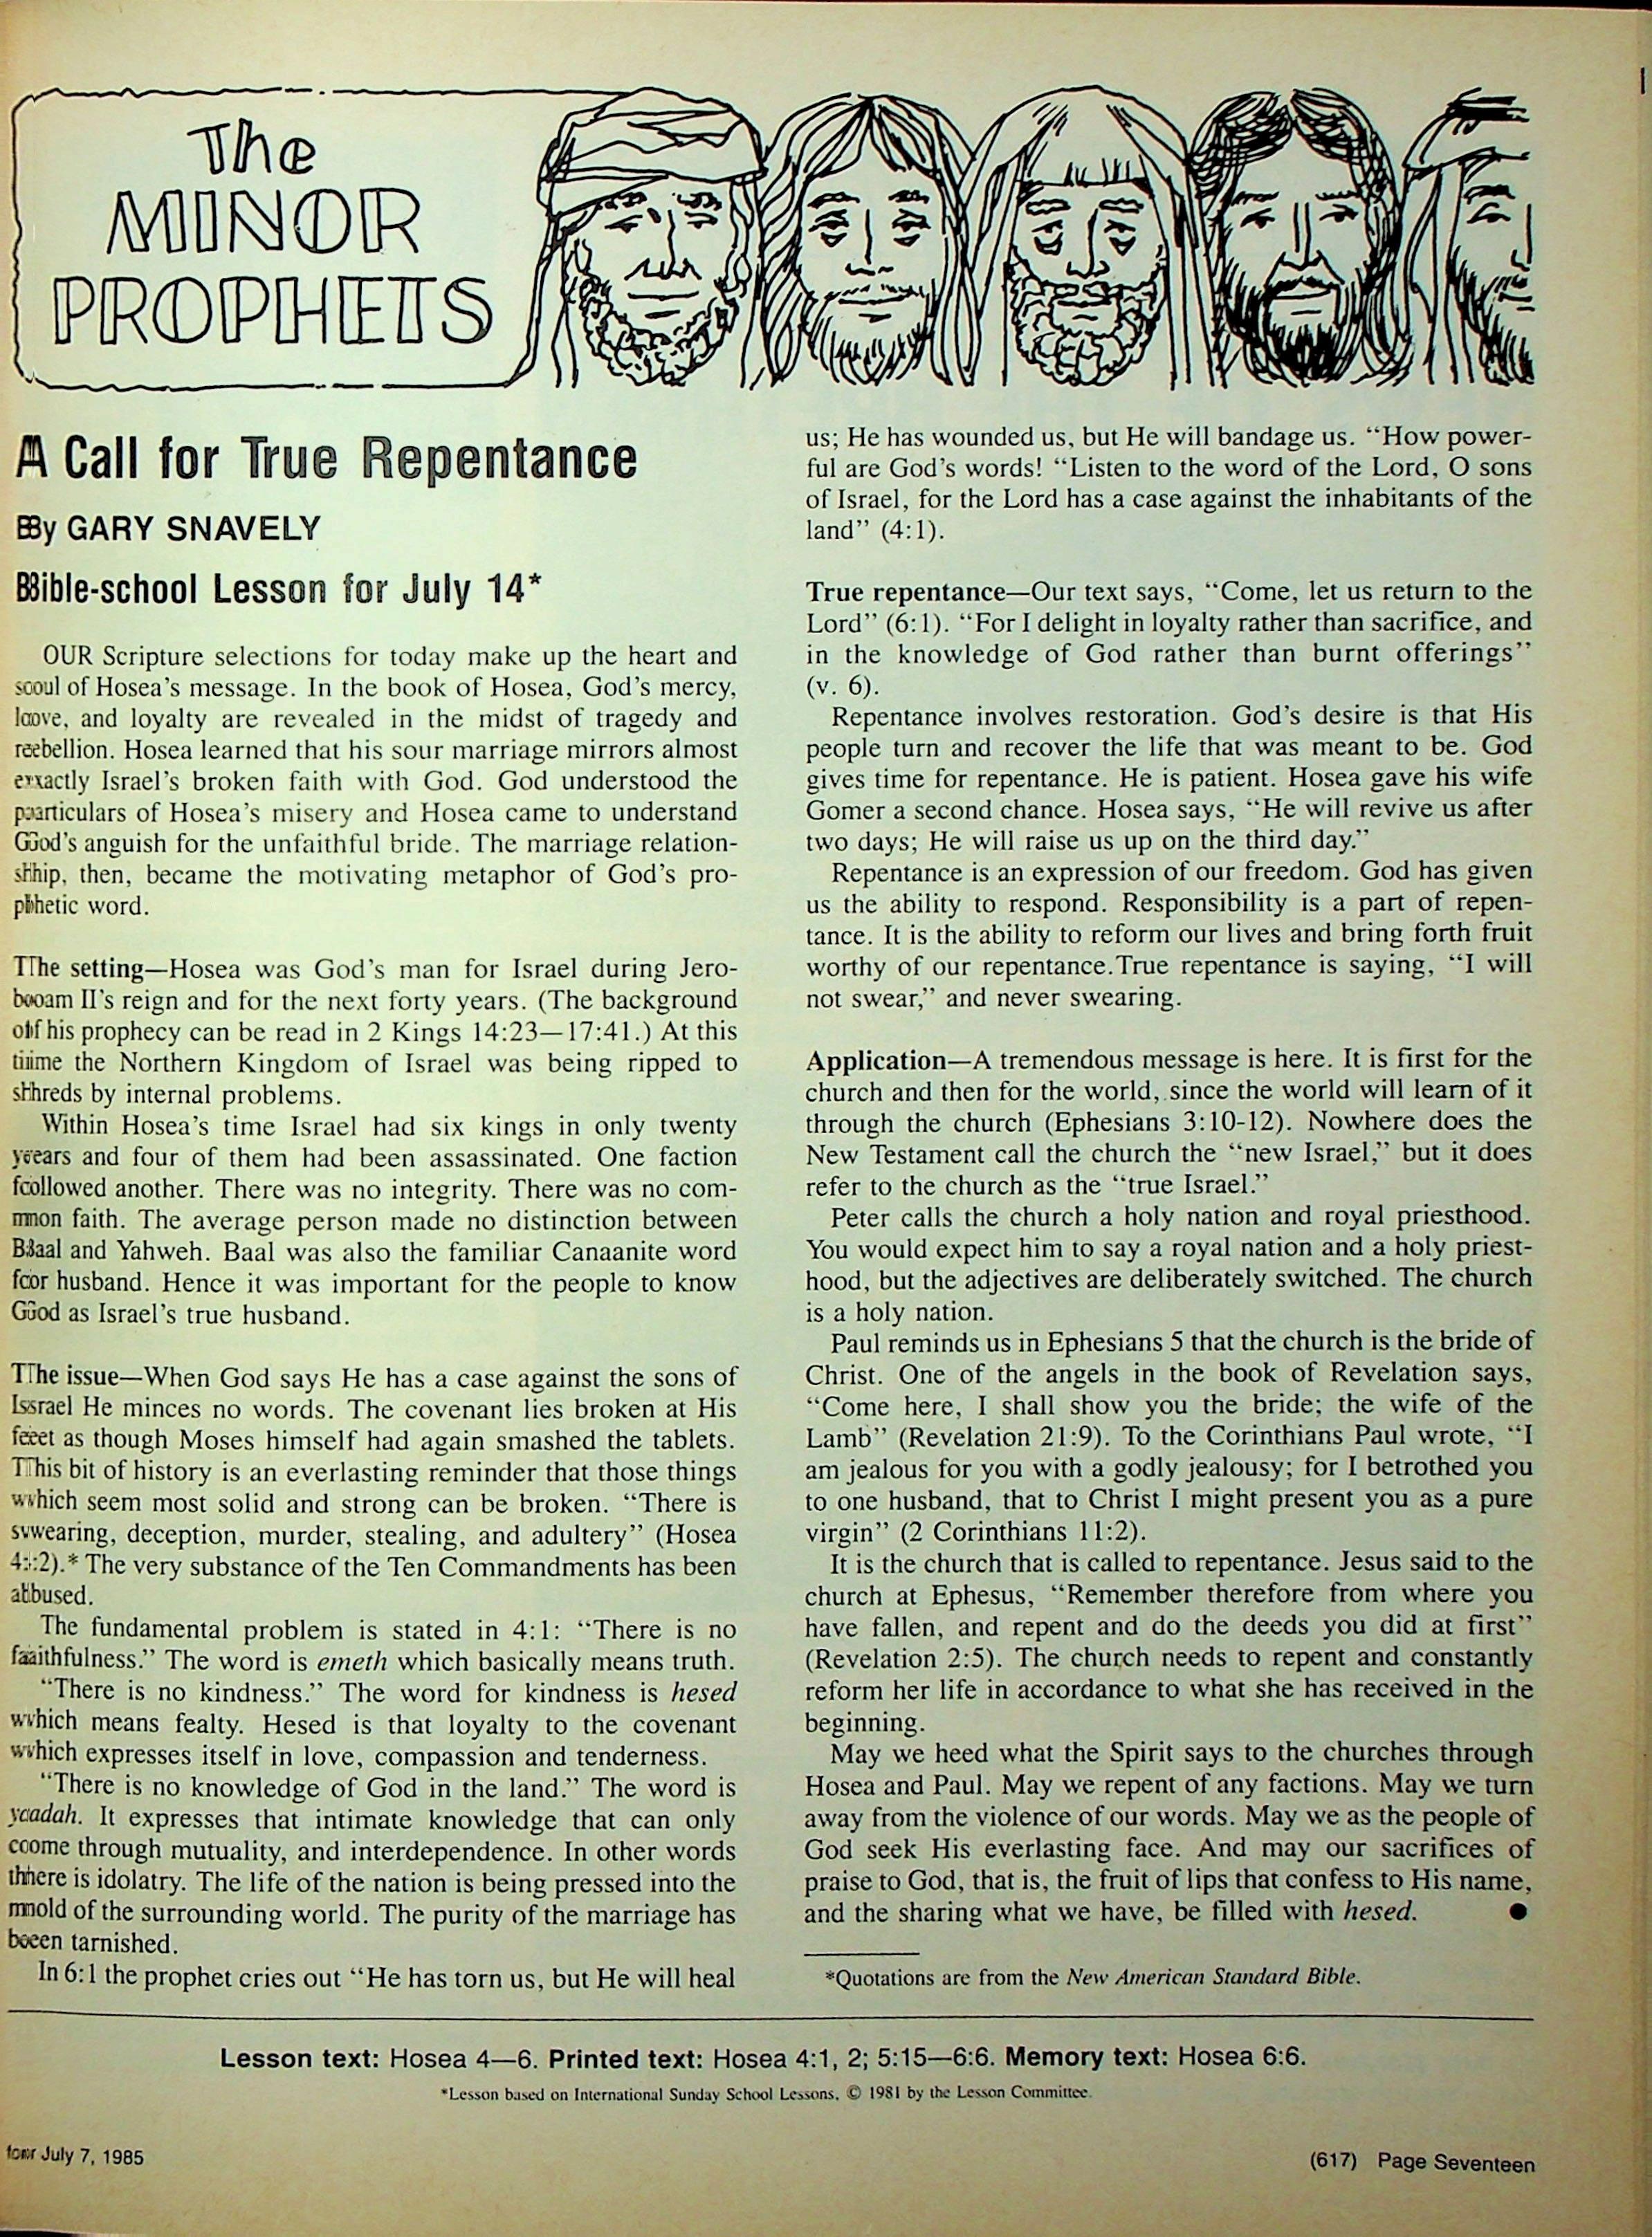 The
MINOR
PROPHETS
A Call for True Repentance
By GARY SNAVELY
Bible-school Lesson for July 14*
OUR Scripture selections for today make up the heart and
soul of Hosea's message. In the book of Hosea, God's mercy,
love, and loyalty are revealed in the midst of tragedy and
rebellion. Hosea learned that his sour marriage mirrors almost
exactly Israel's broken faith with God. God understood the
particulars of Hosea's misery and Hosea came to understand
God's anguish for the unfaithful bride. The marriage relation-
ship, then, became the motivating metaphor of God's pro-
phetic word.
The setting—Hosea was God's man for Israel during Jero-
boam II's reign and for the next forty years. (The background
of his prophecy can be read in 2 Kings 14:23—17:41.) At this
time the Northern Kingdom of Israel was being ripped to
shreds by internal problems.
Within Hosea's time Israel had six kings in only twenty
years and four of them had been assassinated. One faction
followed another. There was no integrity. There was no com-
mon faith. The average person made no distinction between
Baal and Yahweh. Baal was also the familiar Canaanite word
for husband. Hence it was important for the people to know
God as Israel's true husband.
The issue—When God says He has a case against the sons of
Israel He minces no words. The covenant lies broken at His
feet as though Moses himself had again smashed the tablets.
This bit of history is an everlasting reminder that those things
which seem most solid and strong can be broken. "There is
swearing, deception, murder, stealing, and adultery" (Hosea
4:2).* The very substance of the Ten Commandments has been
abused.
The fundamental problem is stated in 4:1: "There is no
faithfulness." The word is emeth which basically means truth.
"There is no kindness." The word for kindness is hesed
which means fealty. Hesed is that loyalty to the covenant
which expresses itself in love, compassion and tenderness.
"There is no knowledge of God in the land." The word is
yadah. It expresses that intimate knowledge that can only
come through mutuality, and interdependence. In other words
there is idolatry. The life of the nation is being pressed into the
mold of the surrounding world. The purity of the marriage has
been tarnished.
In 6:1 the prophet cries out "He has torn us, but He will heal
us; He has wounded us, but He will bandage us. "How power-
ful are God's words! "Listen to the word of the Lord, O sons
of Israel, for the Lord has a case against the inhabitants of the
land" (4:1).
True repentance—Our text says, "Come, let us return to the
Lord" (6:1). "For I delight in loyalty rather than sacrifice, and
in the knowledge of God rather than burnt offerings"
(v. 6).
Repentance involves restoration. God's desire is that His
people turn and recover the life that was meant to be. God
gives time for repentance. He is patient. Hosea gave his wife
Gomer a second chance. Hosea says, "He will revive us after
two days; He will raise us up on the third day."
Repentance is an expression of our freedom. God has given
us the ability to respond. Responsibility is a part of repen-
tance. It is the ability to reform our lives and bring forth fruit
worthy of our repentance.True repentance is saying, "I will
not swear," and never swearing.
Application—A tremendous message is here. It is first for the
church and then for the world, since the world will learn of it
through the church (Ephesians 3:10-12). Nowhere does the
New Testament call the church the "new Israel," but it does
refer to the church as the "true Israel."
Peter calls the church a holy nation and royal priesthood.
You would expect him to say a royal nation and a holy priest-
hood, but the adjectives are deliberately switched. The church
is a holy nation.
Paul reminds us in Ephesians 5 that the church is the bride of
Christ. One of the angels in the book of Revelation says,
"Come here, I shall show you the bride; the wife of the
Lamb" (Revelation 21:9). To the Corinthians Paul wrote, "I
am jealous for you with a godly jealousy; for I betrothed you
to one husband, that to Christ I might present you as a pure
virgin" (2 Corinthians 11:2).
It is the church that is called to repentance. Jesus said to the
church at Ephesus, "Remember therefore from where you
have fallen, and repent and do the deeds you did at first"
(Revelation 2:5). The church needs to repent and constantly
reform her life in accordance to what she has received in the
beginning.
May we heed what the Spirit says to the churches through
Hosea and Paul. May we repent of any factions. May we turn
away from the violence of our words. May we as the people of
God seek His everlasting face. And may our sacrifices of
praise to God, that is, the fruit of lips that confess to His name,
and the sharing what we have, be filled with hesed. ●
*Quotations are from the New American Standard Bible.
Lesson text: Hosea 4—6. Printed text: Hosea 4:1, 2; 5:15—6:6. Memory text: Hosea 6:6.
*Lesson based on International Sunday School Lessons, © 1981 by the Lesson Committee.
for July 7, 1985
(617) Page Seventeen